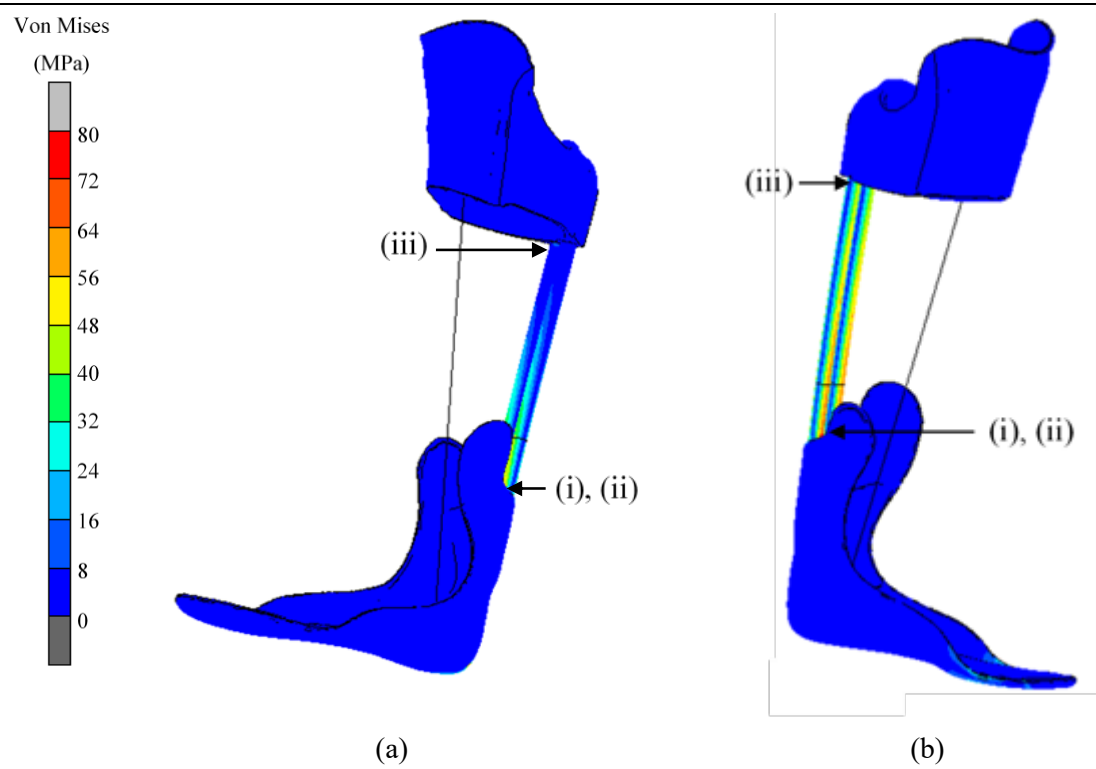 Von Mises
(MPa)
80
72
64
56
48
40
32
24
16
8
0
(iii)
(i), (ii)
(iii)
(i), (ii)
(a)
(b)